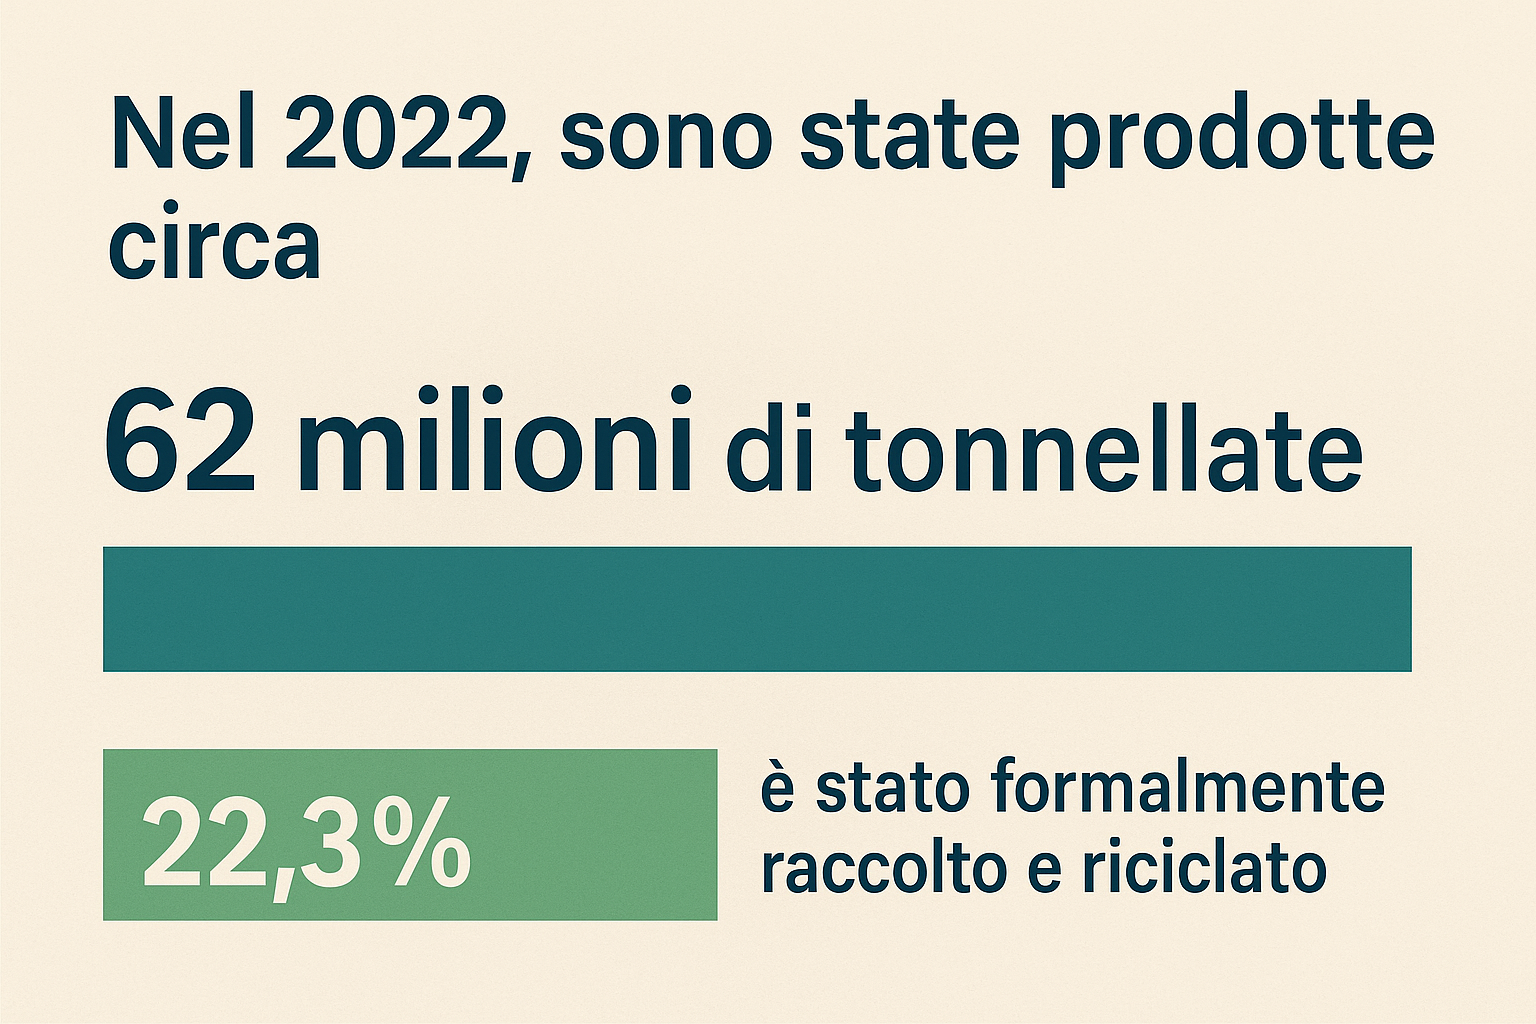 Nel 2022, sono state prodotte
circa
62 milioni di tonnellate
22,3%
è stato formalmente
raccolto e riciclato